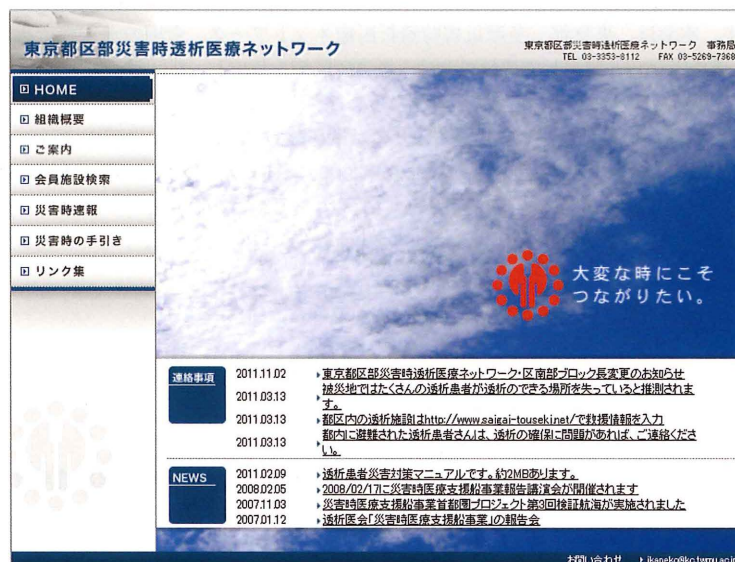 東京都区部災害時透析医療ネットワーク
東京都区部災害時透析医療ネットワーク 事務局
TEL 03-3353-8112 FAX 03-5269-7368
HOME
組織概要
ご案内
会員施設検索
災害時速報
災害時の手引き
リンク集
大変な時にこそ
つながりたい。
連絡事項
2011.11.02 東京都区部災害時透析医療ネットワーク・区南部ブロック長変更のお知らせ
2011.03.13 被災地ではたくさんの透析患者が透析のできる場所を失っていると推測されま
す。
2011.03.13 都区内の透析施設はhttp://www.saigai-touseki.net/で救援情報を入力
2011.03.13 都内に避難された透析患者さんは、透析の確保に問題があれば、ご連絡くださ
い。
NEWS
2011.02.09 透析患者災害対策マニュアルです。約2MBあります。
2008.02.05 2008/02/17に災害時医療支援船事業報告講演会が開催されます
2007.11.03 災害時医療支援船事業首都圏プロジェクト第3回検証航海が実施されました
2007.01.12 透析医会「災害時医療支援船事業」の報告会
お問い合わせ